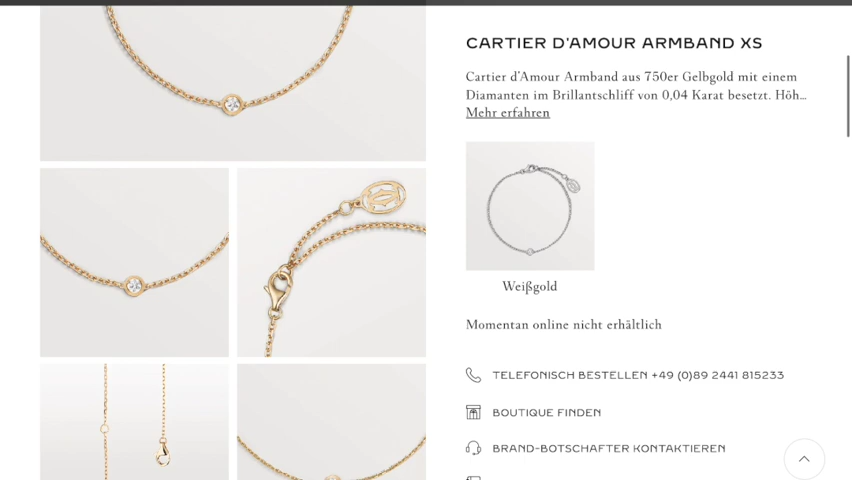 CARTIER D'AMOUR ARMBAND XS
Cartier d'Amour Armband aus 750er Gelbgold mit einem
Diamanten im Brillantschliff von 0,04 Karat besetzt. Höh...
Mehr erfahren
Weißgold
Momentan online nicht erhältlich
TELEFONISCH BESTELLEN +49 (0)89 2441 815233
BOUTIQUE FINDEN
BRAND-BOTSCHAFTER KONTAKTIEREN